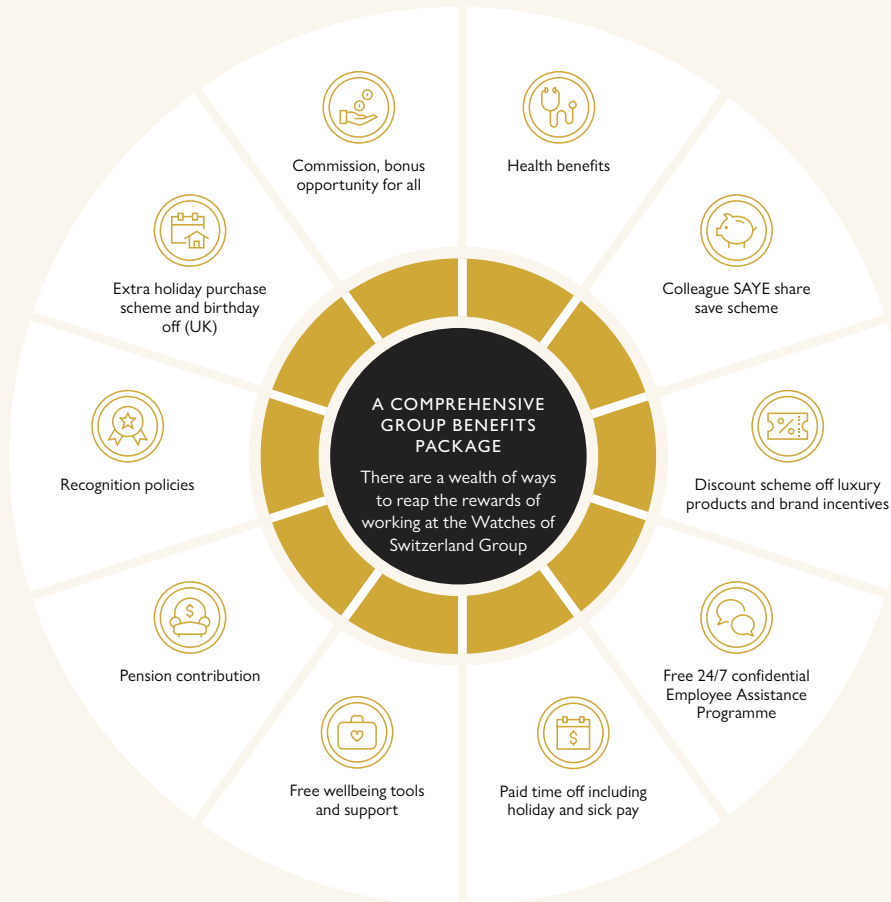 Commission, bonus
opportunity for all
Health benefits
Extra holiday purchase
scheme and birthday
off (UK)
Colleague SAYE share
save scheme
A COMPREHENSIVE
GROUP BENEFITS
PACKAGE
There are a wealth of ways
to reap the rewards of
working at the Watches of
Switzerland Group
Recognition policies
Discount scheme off luxury
products and brand incentives
Pension contribution
Free 24/7 confidential
Employee Assistance
Programme
Free wellbeing tools
and support
Paid time off including
holiday and sick pay